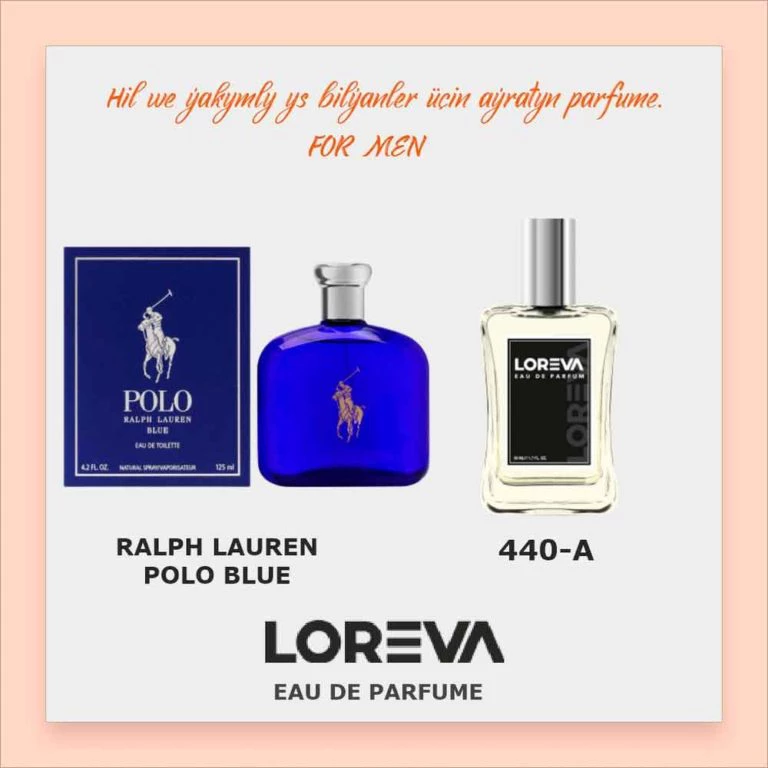 Hil we ýakymly ys bilýanler üçin aýratyn parfume.
FOR MEN
POLO
RALPH LAUREN
BLUE
EAU DE TOILETTE
4.2 FL. OZ. NATURAL SPRAY/VAPORISATEUR 125 ml
LOREVA
EAU DE PARFUM
LOREVA
RALPH LAUREN
POLO BLUE
440-A
LOREVA
EAU DE PARFUME